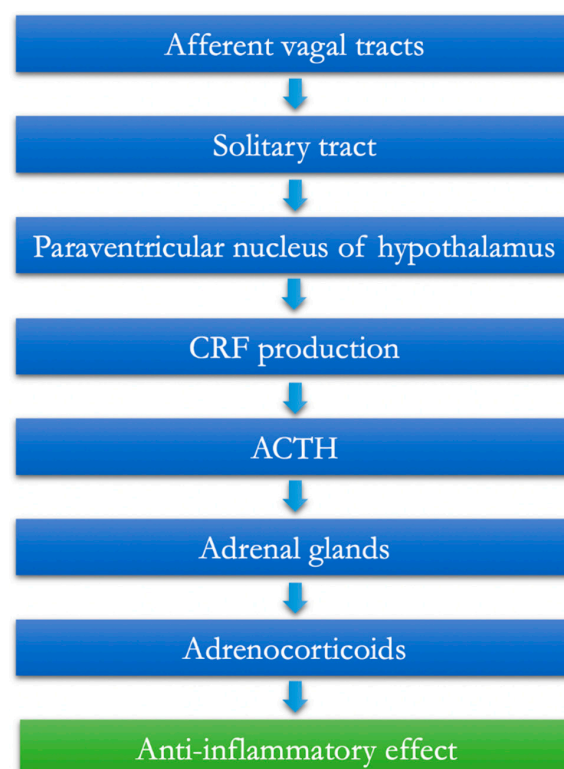 Afferent vagal tracts
Solitary tract
Paraventricular nucleus of hypothalamus
CRF production
ACTH
Adrenal glands
Adrenocorticoids
Anti-inflammatory effect